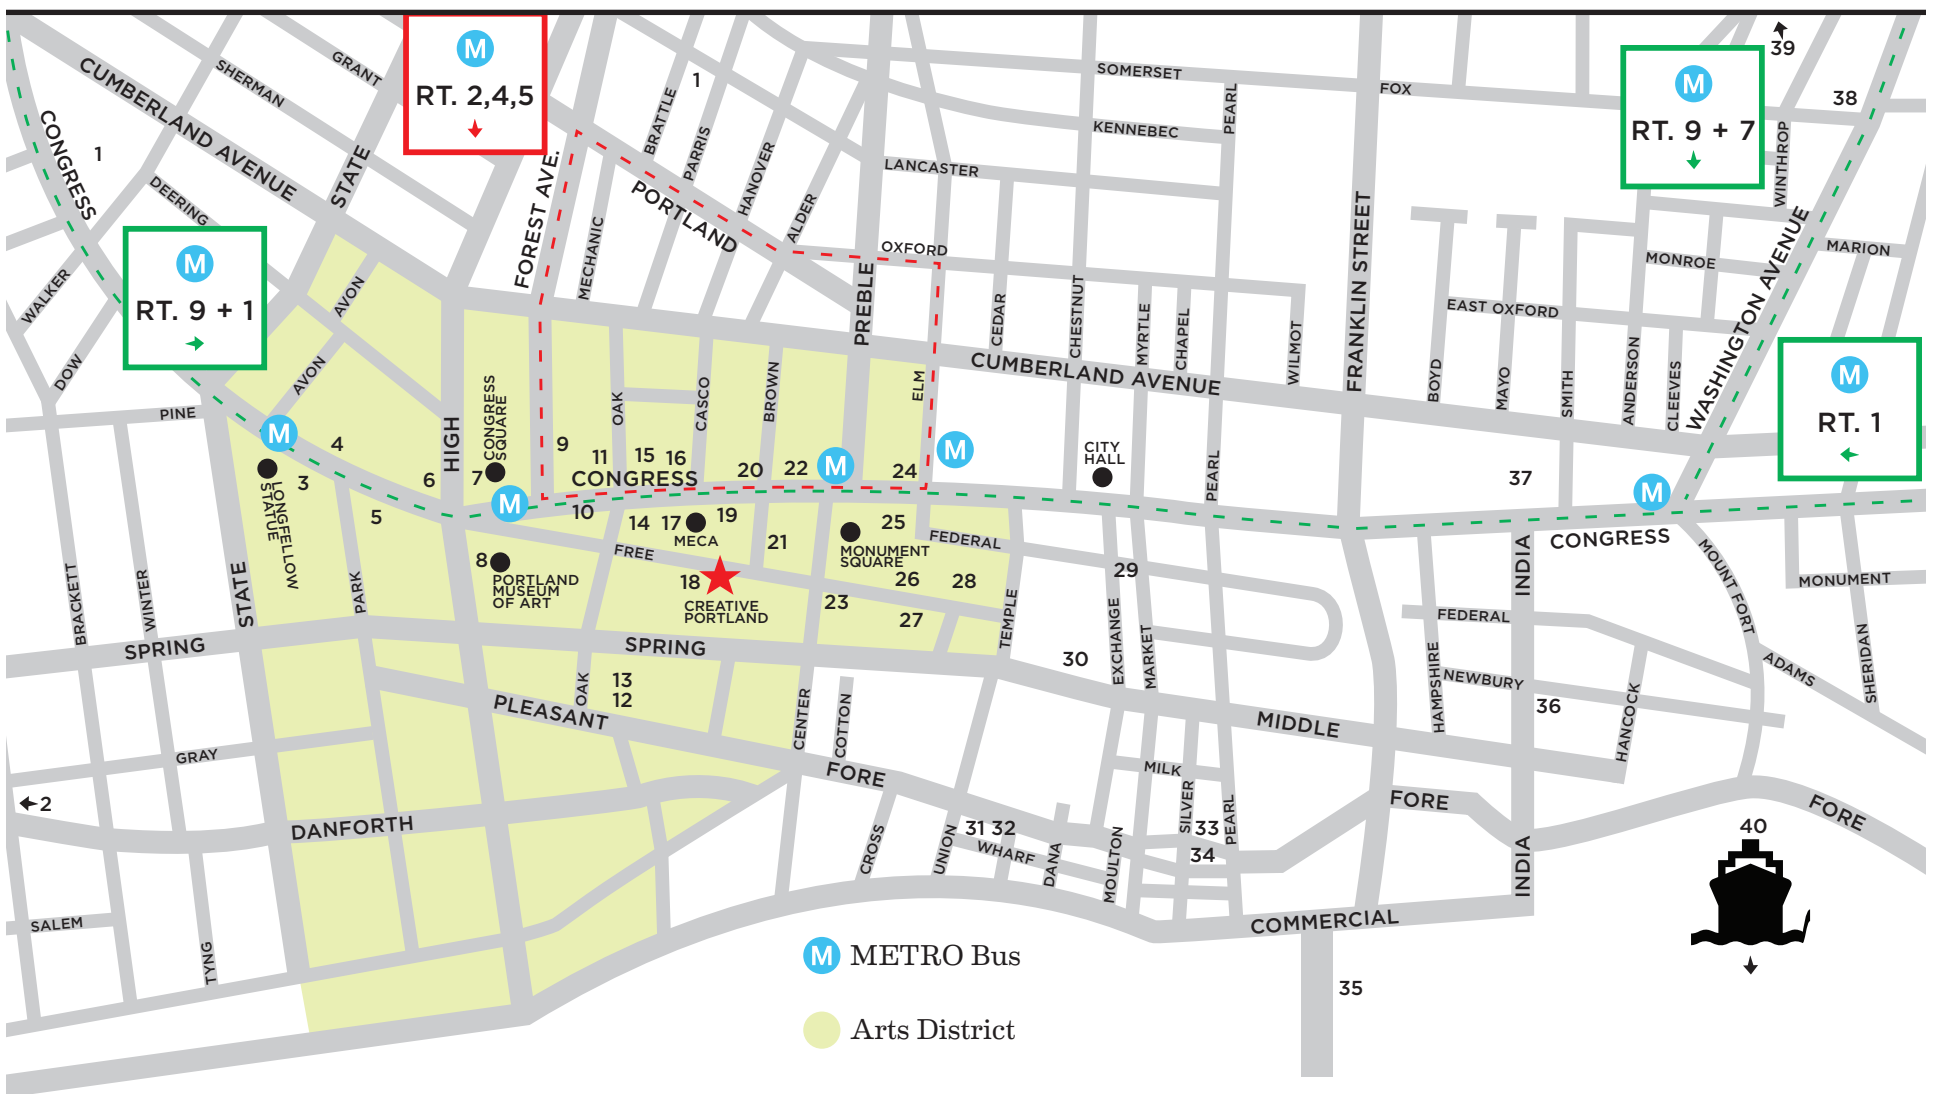 M
RT. 2,4,5
M
RT. 9 + 7
M
RT. 9 + 1
M
RT. 1
39
38
1
1
GRANT
SHERMAN
CUMBERLAND AVENUE
CONGRESS
STATE
DEERING
WALKER
DOW
AVON
AVON
PINE
FOREST AVE.
MECHANIC
BRATTLE
PARRIS
HANOVER
ALDER
PORTLAND
OXFORD
PREBLE
SOMERSET
KENNEBEC
LANCASTER
PEARL
FOX
FRANKLIN STREET
WINTHROP
WASHINGTON AVENUE
MARION
MONROE
EAST OXFORD
BOYD
MAYO
SMITH
ANDERSON
CLEEVES
CEDAR
CHESTNUT
MYRTLE
CHAPEL
WILMOT
CUMBERLAND AVENUE
ELM
OAK
CASCO
BROWN
HIGH
CONGRESS
SQUARE
M
3
4
5
6
7
M
9
11
15
16
CONGRESS
20
22
M
24
M
CITY
HALL
PEARL
37
M
CONGRESS
LONGFELLOW
STATUE
10
14
17
MECA
19
21
25
MONUMENT
SQUARE
FEDERAL
FREE
8
PORTLAND
MUSEUM
OF ART
18
CREATIVE
PORTLAND
23
26
28
27
29
TEMPLE
EXCHANGE
MARKET
30
INDIA
FEDERAL
NEWBURY
36
HAMPSHIRE
HANCOCK
MOUNT FORT
ADAMS
MONUMENT
SHERIDAN
BRACKETT
WINTER
STATE
PARK
SPRING
SPRING
OAK
13
12
PLEASANT
CENTER
COTTON
FORE
MIDDLE
MILK
SILVER
PEARL
GRAY
2
DANFORTH
CROSS
UNION
31
32
WHARF
DANA
MOULTON
33
34
FORE
INDIA
FORE
40
SALEM
TYNG
COMMERCIAL
35
M METRO Bus
Arts District